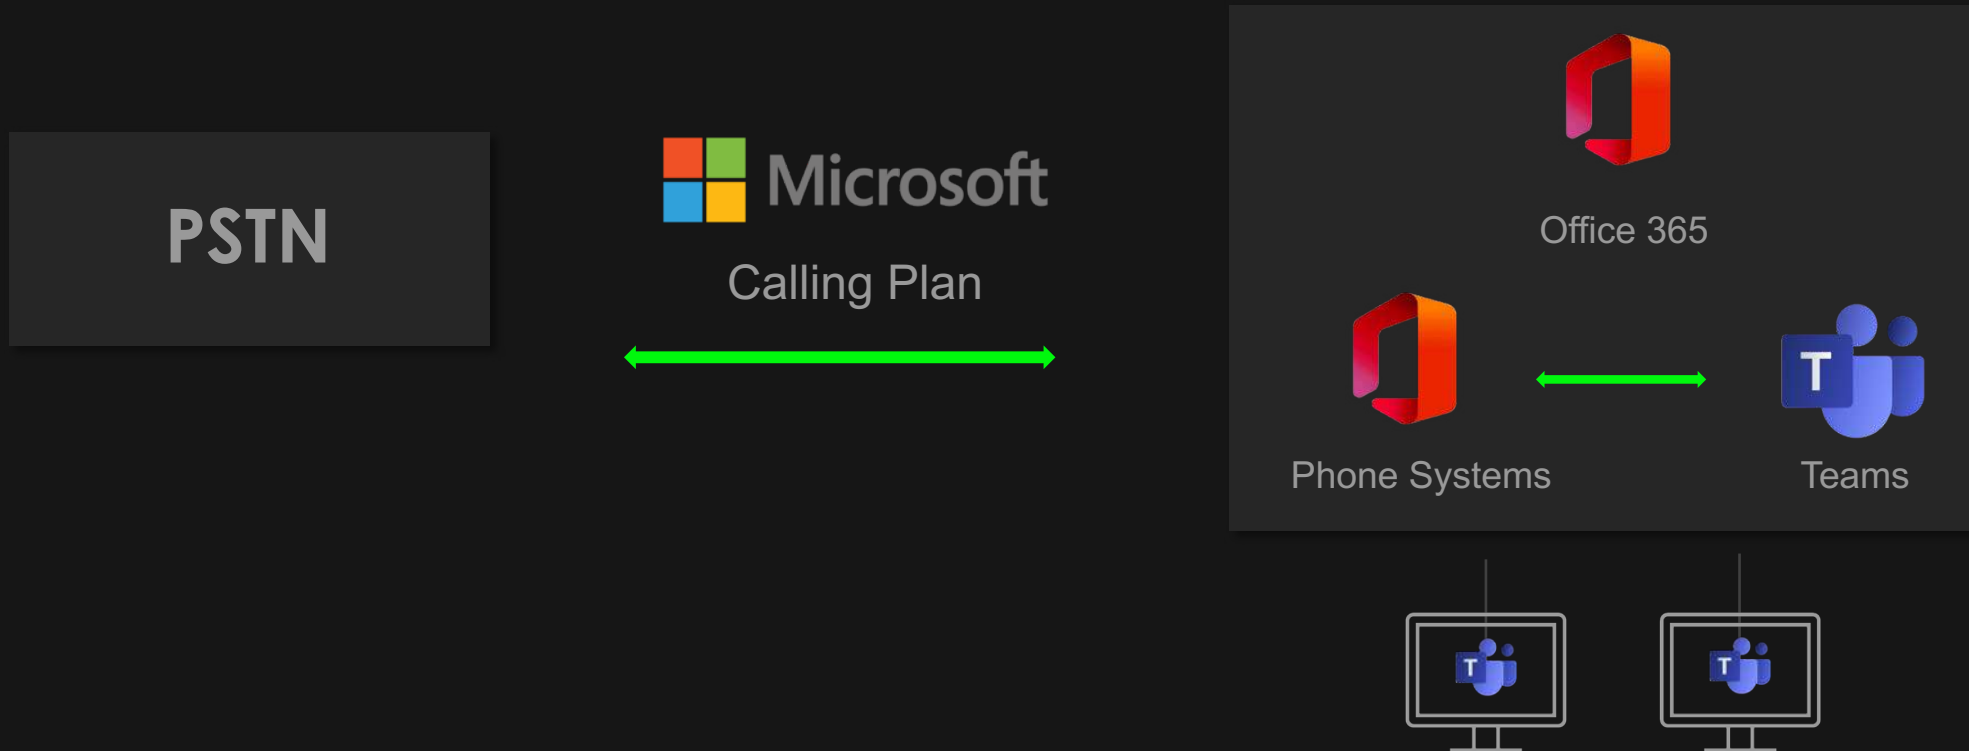 PSTN
Microsoft
Calling Plan
Office 365
Phone Systems
T
Teams
T
T